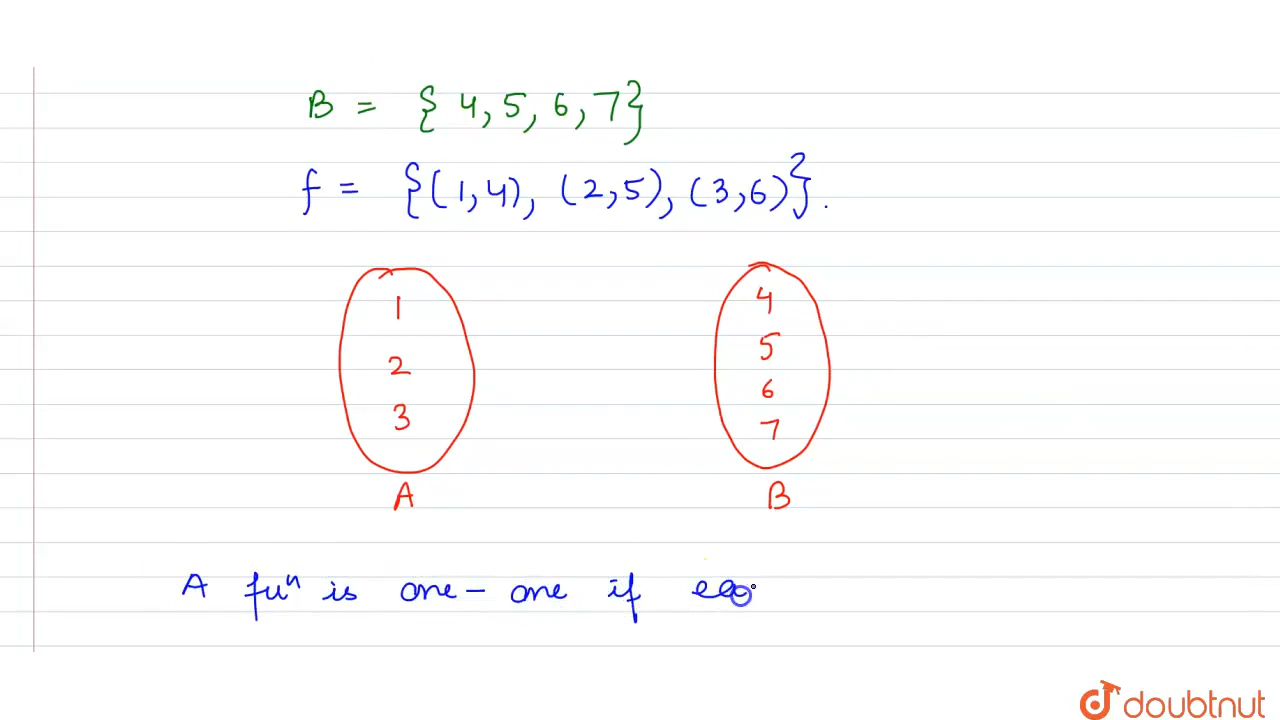 B = { 4, 5, 6, 7}
f = {(1,4), (2,5), (3,6)}.
1 4
2 5
3 6
7
A B
A fuⁿ is one - one if ea
doubtnut